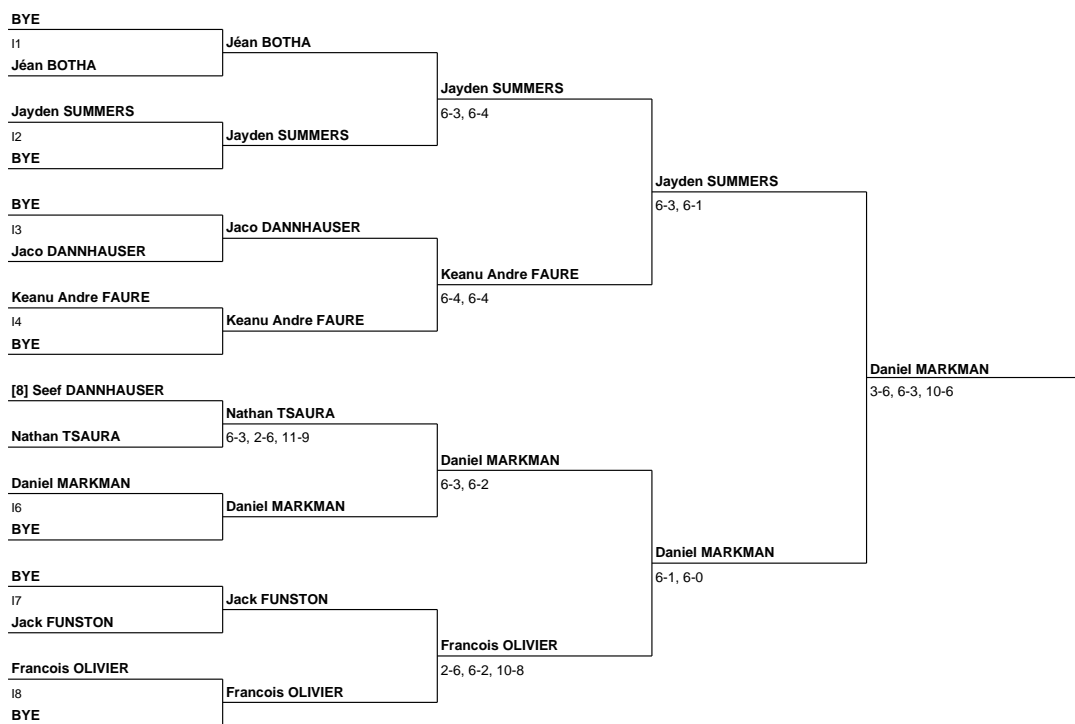 BYE
I1
Jéan BOTHA
Jéan BOTHA
Jayden SUMMERS
6-3, 6-4
Jayden SUMMERS
I2
BYE
Jayden SUMMERS
Jayden SUMMERS
6-3, 6-1
BYE
I3
Jaco DANNHAUSER
Jaco DANNHAUSER
Keanu Andre FAURE
6-4, 6-4
Keanu Andre FAURE
I4
BYE
Keanu Andre FAURE
Daniel MARKMAN
3-6, 6-3, 10-6
[8] Seef DANNHAUSER
Nathan TSAURA
Nathan TSAURA
6-3, 2-6, 11-9
Daniel MARKMAN
6-3, 6-2
Daniel MARKMAN
I6
BYE
Daniel MARKMAN
Daniel MARKMAN
6-1, 6-0
BYE
I7
Jack FUNSTON
Jack FUNSTON
Francois OLIVIER
2-6, 6-2, 10-8
Francois OLIVIER
I8
BYE
Francois OLIVIER